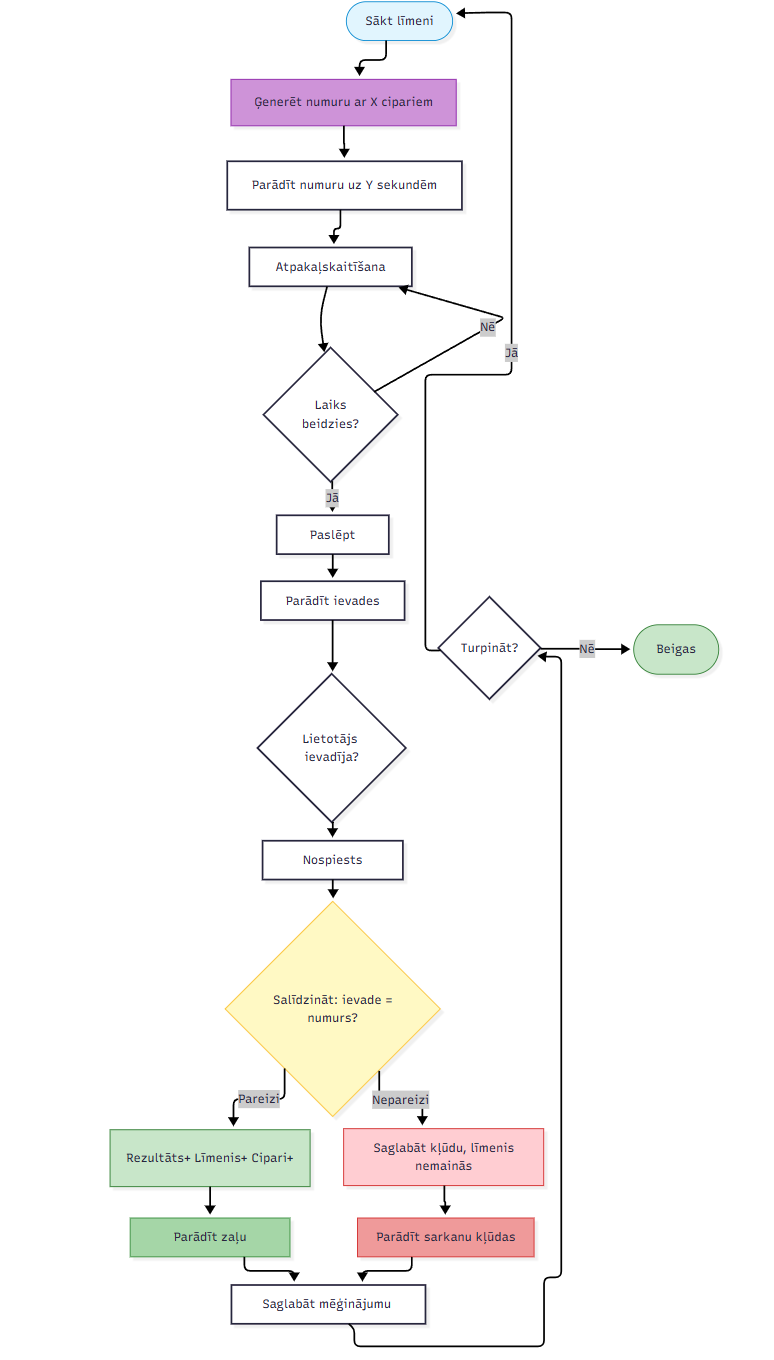 Sākt līmeni
Ģenerēt numuru ar X cipariem
Parādīt numuru uz Y sekundēm
Atpakaļskaitīšana
Nē
Jā
Laiks
beidzies?
Jā
Paslēpt
Parādīt ievades
Turpināt?
Nē
Beigas
Lietotājs
ievadīja?
Nospiests
Salīdzināt: ievade =
numurs?
Pareizi
Nepareizi
Rezultāts+ Līmenis+ Cipari+
Saglabāt kļūdu, līmenis
nemainās
Parādīt zaļu
Parādīt sarkanu kļūdas
Saglabāt mēģinājumu